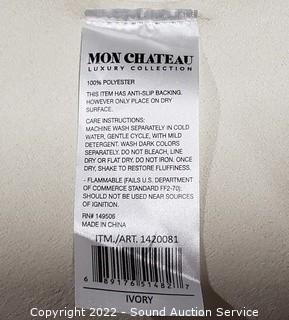 MON CHATEAU
LUXURY COLLECTION
100% POLYESTER
THIS ITEM HAS ANTI-SLIP BACKING.
HOWEVER ONLY PLACE ON DRY
SURFACE.
CARE INSTRUCTIONS:
MACHINE WASH SEPARATELY IN COLD
WATER, GENTLE CYCLE, WITH MILD
DETERGENT. WASH DARK COLORS
SEPARATELY. DO NOT BLEACH, LINE
DRY OR FLAT DRY. DO NOT IRON. ONCE
DRY, SHAKE TO RESTORE FLUFFINESS.
- FLAMMABLE (FAILS U.S. DEPARTMENT
OF COMMERCE STANDARD FF2-70):
SHOULD NOT BE USED NEAR SOURCES
OF IGNITION.
RN# 149506
MADE IN CHINA
ITM./ART. 1420081
6 89176 51482 7
IVORY
Copyright © 2022 - Sound Auction Service